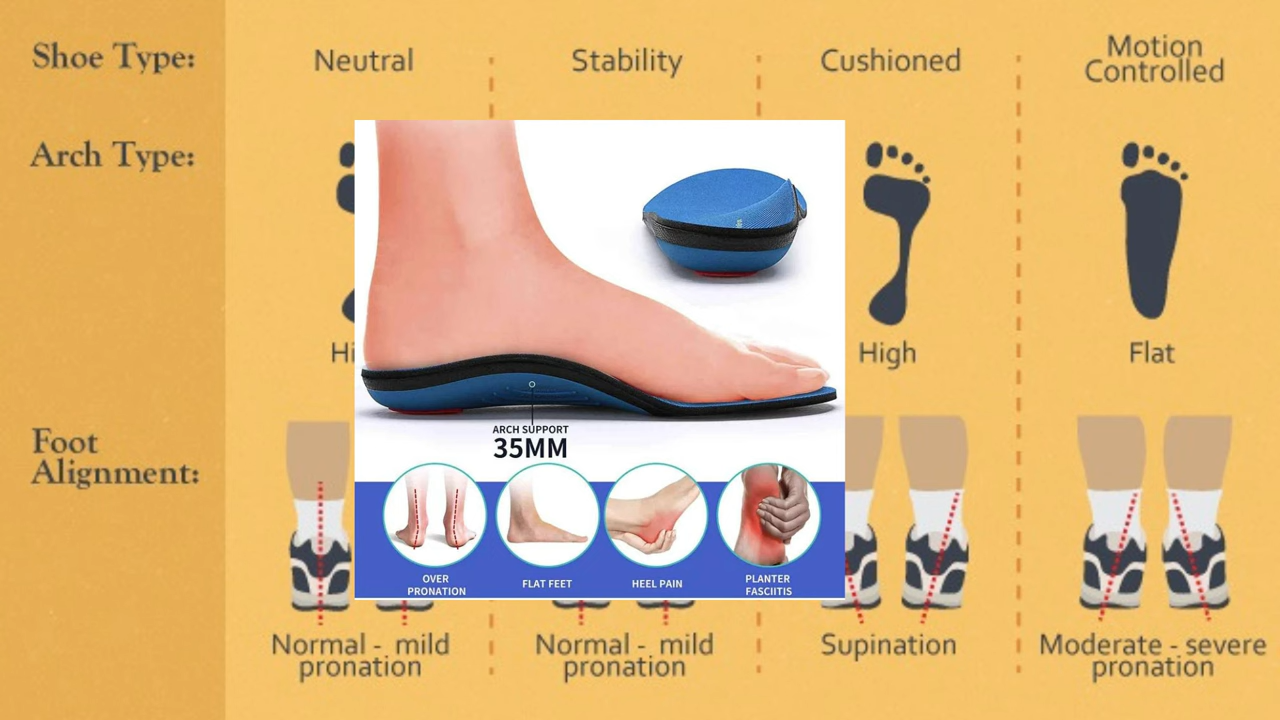 Shoe Type:
Neutral
Stability
Cushioned
Motion
Controlled
Arch Type:
High
Flat
Foot
Alignment:
ARCH SUPPORT
35MM
OVER
PRONATION
FLAT FEET
HEEL PAIN
PLANTER
FASCIITIS
Normal - mild
pronation
Normal - mild
pronation
Supination
Moderate - severe
pronation